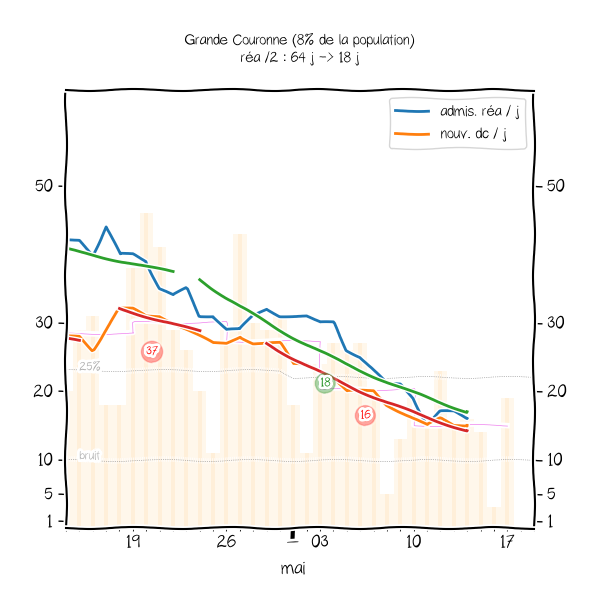 Grande Couronne (8% de la population)
réa /2 : 64 j -> 18 j
admis. réa / j
nouv. dc / j
50 50
30 30
37
25%
18
20 20
16
bruit
10 10
5 5
1 1
19 26 03 10 17
mai